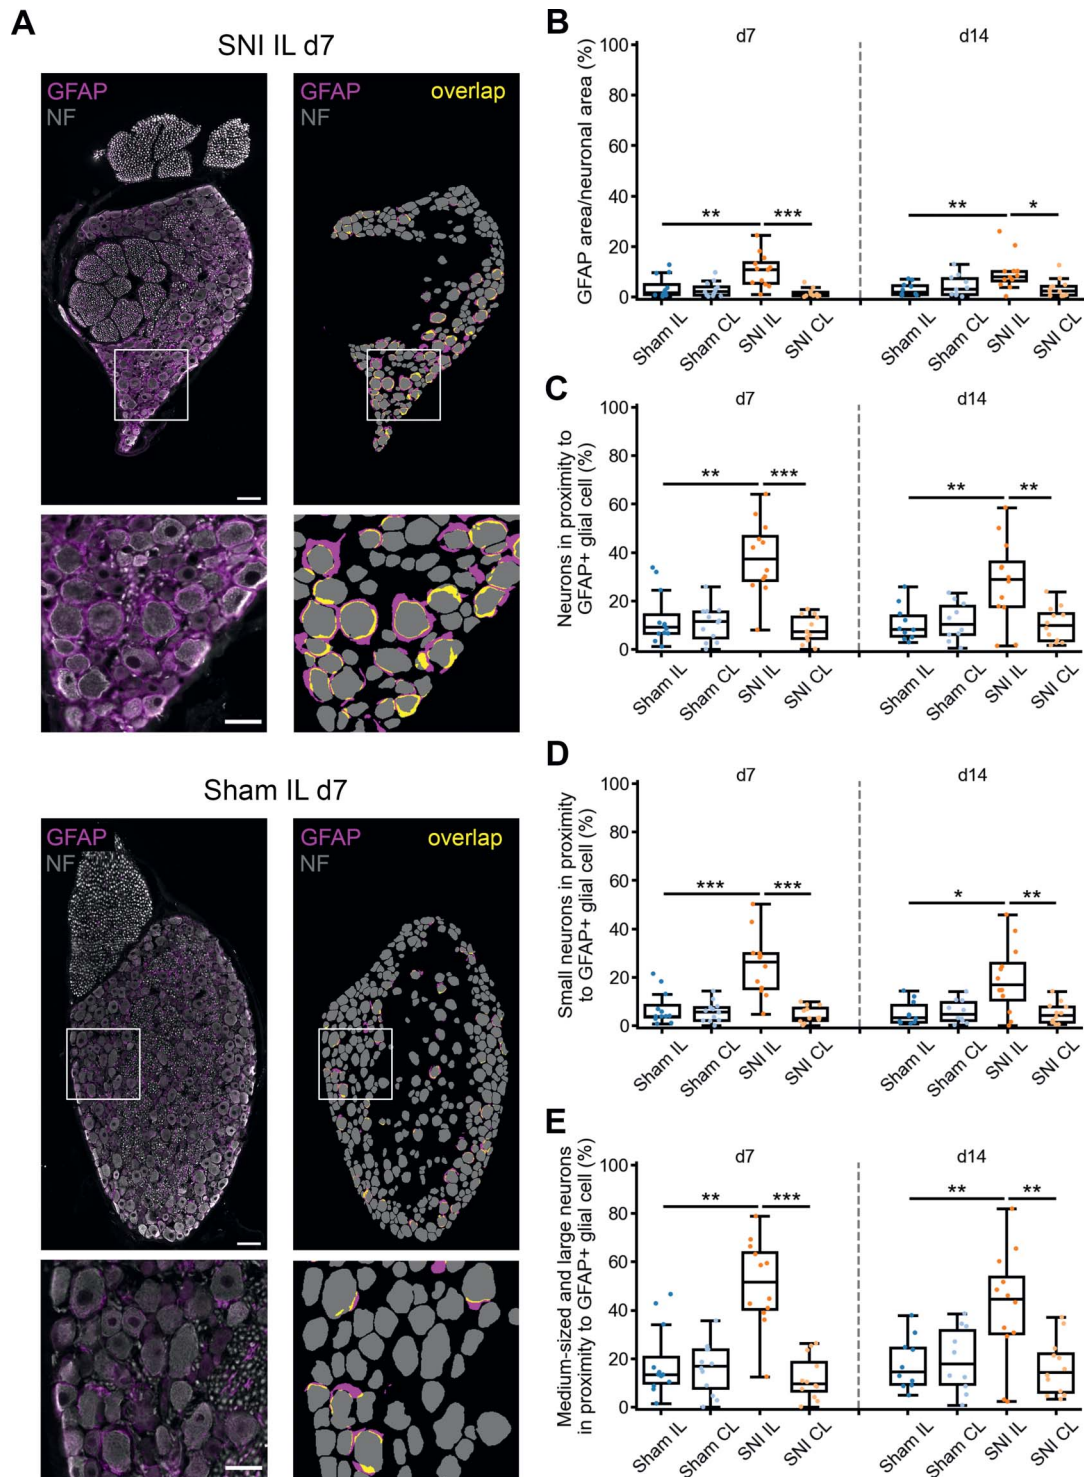 A
SNI IL d7
GFAP
NF
GFAP
overlap
NF
Sham IL d7
GFAP
NF
GFAP
overlap
NF
B
d7
d14
GFAP area/neuronal area (%)
100
80
60
40
20
0
**
***
**
*
Sham IL
Sham CL
SNI IL
SNI CL
Sham IL
Sham CL
SNI IL
SNI CL
C
d7
d14
Neurons in proximity to
GFAP+ glial cell (%)
100
80
60
40
20
0
**
***
**
**
Sham IL
Sham CL
SNI IL
SNI CL
Sham IL
Sham CL
SNI IL
SNI CL
D
d7
d14
Small neurons in proximity
to GFAP+ glial cell (%)
100
80
60
40
20
0
***
***
*
**
Sham IL
Sham CL
SNI IL
SNI CL
Sham IL
Sham CL
SNI IL
SNI CL
E
d7
d14
Medium-sized and large neurons
in proximity to GFAP+ glial cell (%)
100
80
60
40
20
0
**
***
**
**
Sham IL
Sham CL
SNI IL
SNI CL
Sham IL
Sham CL
SNI IL
SNI CL